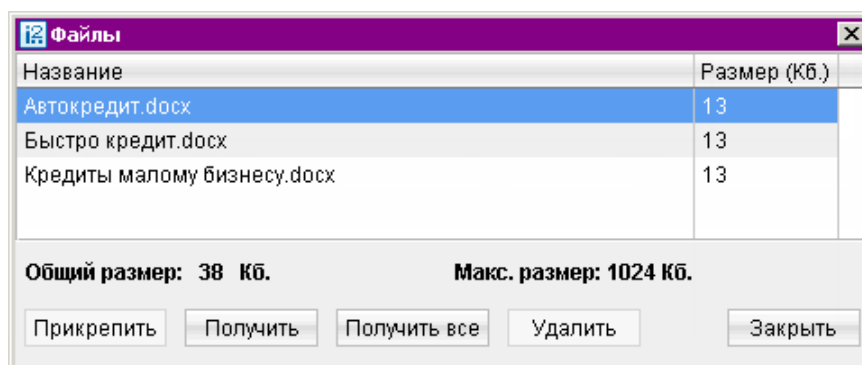 Файлы
Название Размер (Кб.)
Автокредит.docx 13
Быстро кредит.docx 13
Кредиты малому бизнесу.docx 13
Общий размер: 38 Кб. Макс. размер: 1024 Кб.
Прикрепить Получить Получить все Удалить Закрыть